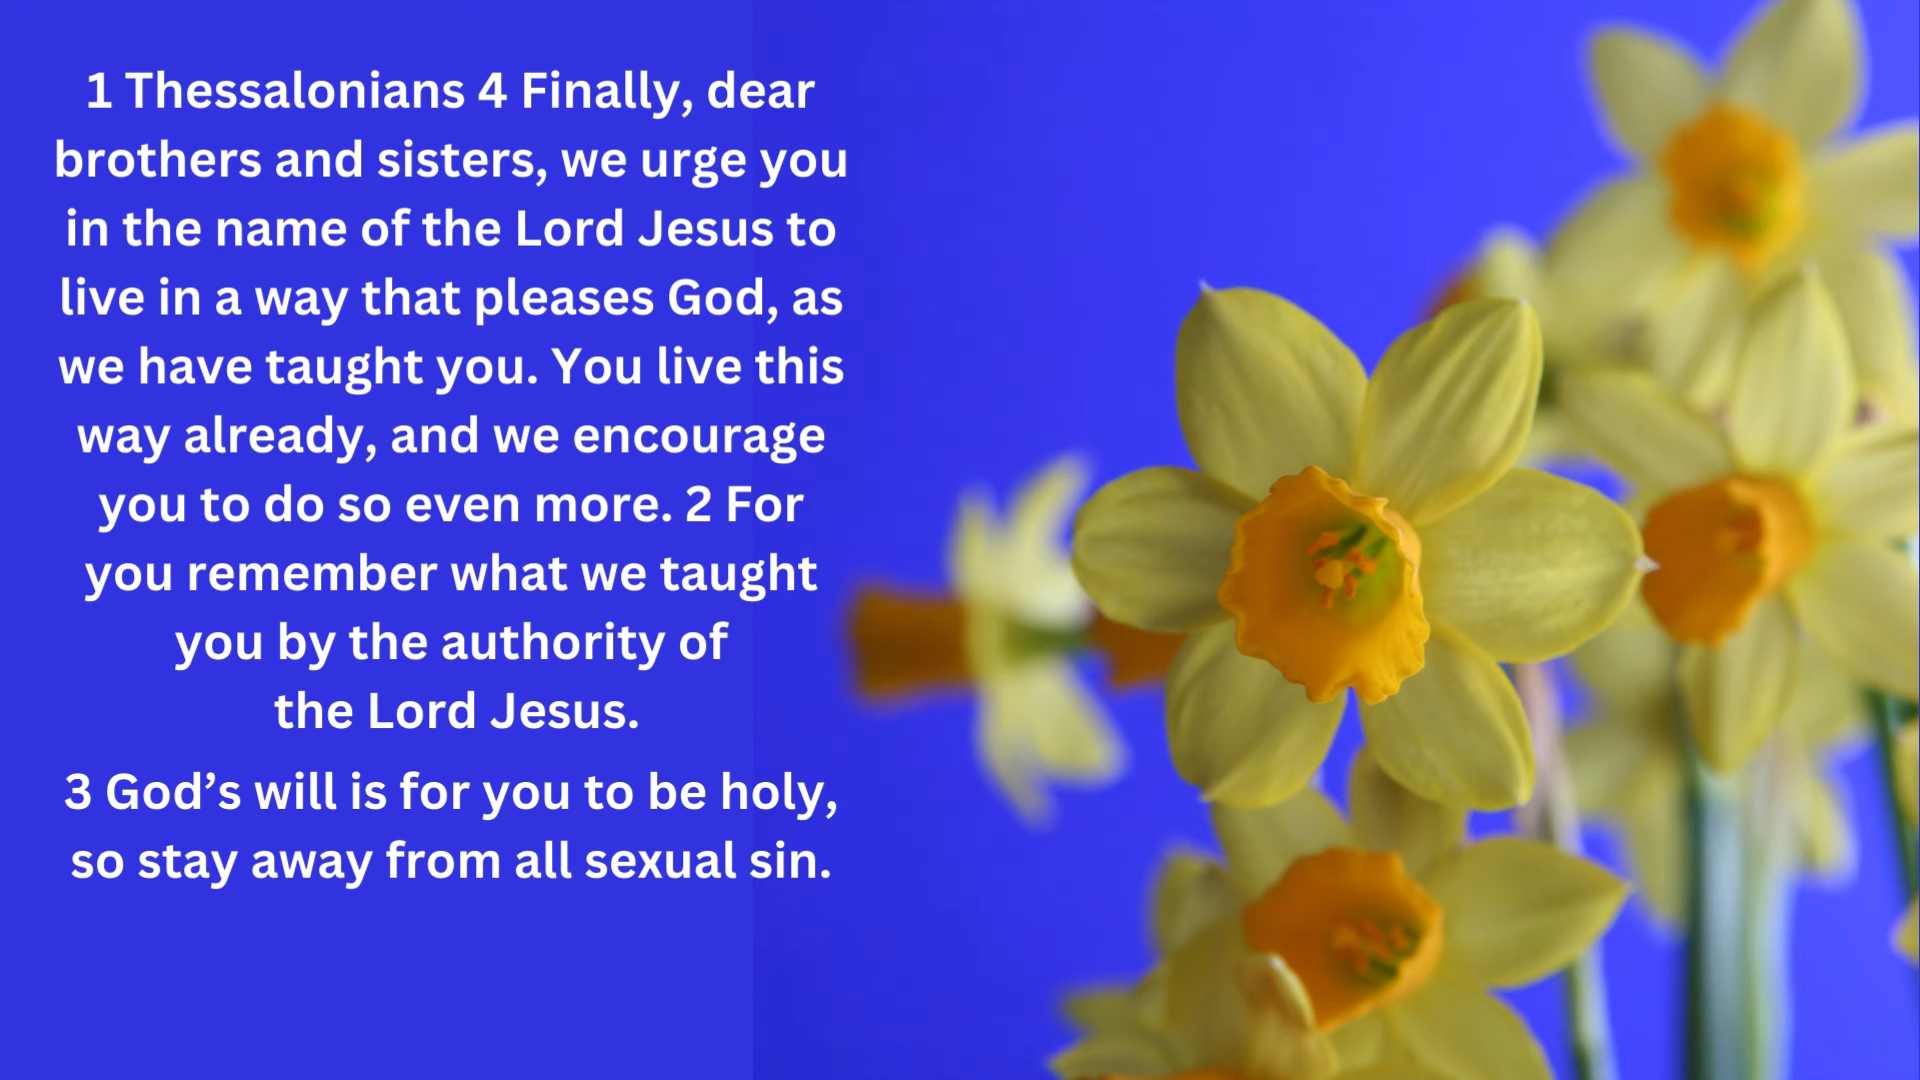 1 Thessalonians 4 Finally, dear
brothers and sisters, we urge you
in the name of the Lord Jesus to
live in a way that pleases God, as
we have taught you. You live this
way already, and we encourage
you to do so even more. 2 For
you remember what we taught
you by the authority of
the Lord Jesus.
3 God’s will is for you to be holy,
so stay away from all sexual sin.